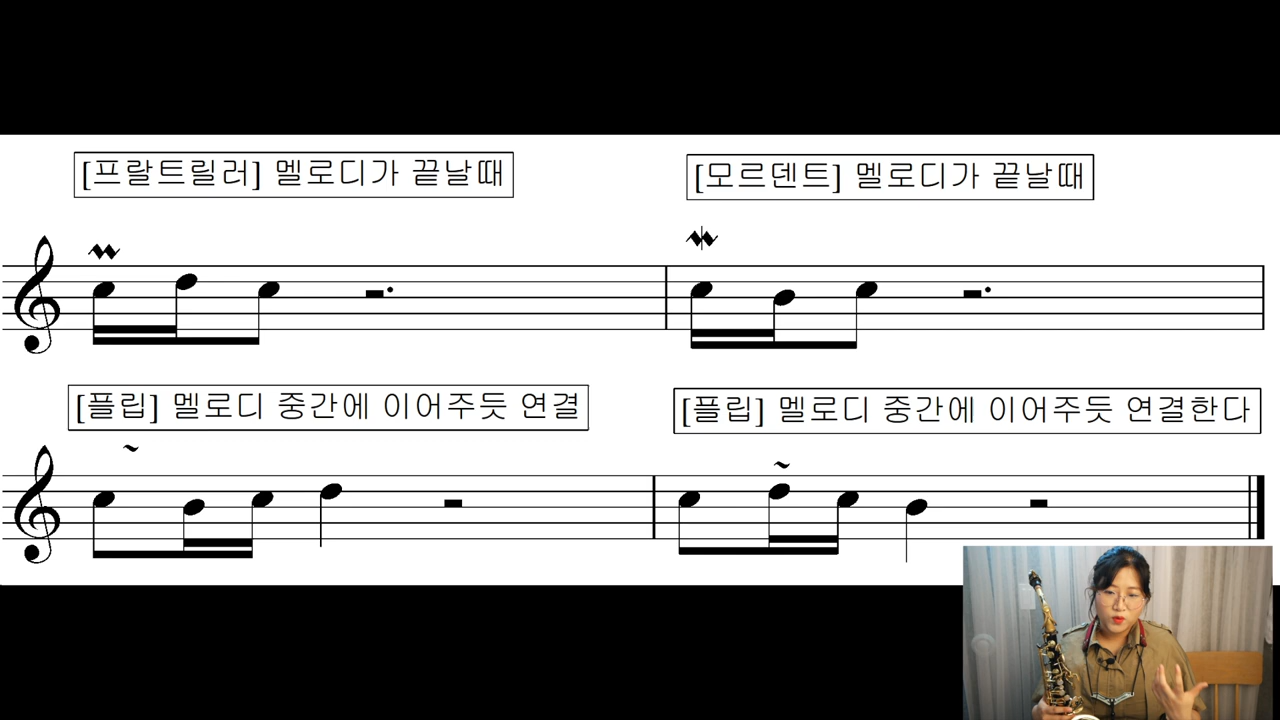 [프랄트릴러] 멜로디가 끝날때
[모르덴트] 멜로디가 끝날때
[플립] 멜로디 중간에 이어주듯 연결
[플립] 멜로디 중간에 이어주듯 연결한다